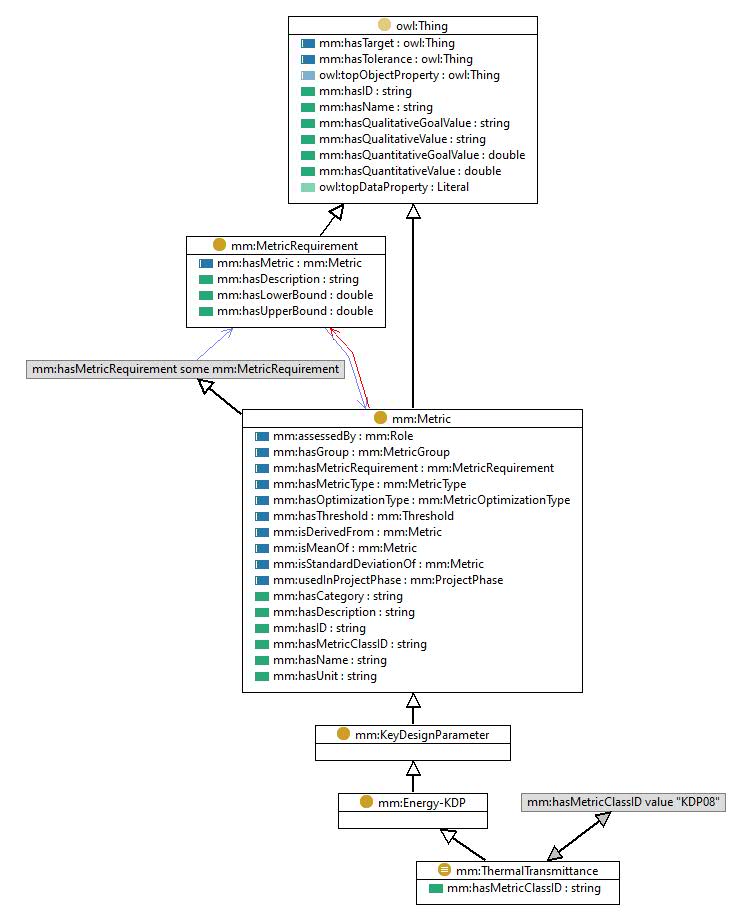 owl:Thing
mm:hasTarget : owl:Thing
mm:hasTolerance : owl:Thing
owl:topObjectProperty : owl:Thing
mm:hasID : string
mm:hasName : string
mm:hasQualitativeGoalValue : string
mm:hasQualitativeValue : string
mm:hasQuantitativeGoalValue : double
mm:hasQuantitativeValue : double
owl:topDataProperty : Literal
mm:MetricRequirement
mm:hasMetric : mm:Metric
mm:hasDescription : string
mm:hasLowerBound : double
mm:hasUpperBound : double
mm:hasMetricRequirement some mm:MetricRequirement
mm:Metric
mm:assessedBy : mm:Role
mm:hasGroup : mm:MetricGroup
mm:hasMetricRequirement : mm:MetricRequirement
mm:hasMetricType : mm:MetricType
mm:hasOptimizationType : mm:MetricOptimizationType
mm:hasThreshold : mm:Threshold
mm:isDerivedFrom : mm:Metric
mm:isMeanOf : mm:Metric
mm:isStandardDeviationOf : mm:Metric
mm:usedInProjectPhase : mm:ProjectPhase
mm:hasCategory : string
mm:hasDescription : string
mm:hasID : string
mm:hasMetricClassID : string
mm:hasName : string
mm:hasUnit : string
mm:KeyDesignParameter
mm:Energy-KDP
mm:hasMetricClassID value "KDP08"
mm:ThermalTransmittance
mm:hasMetricClassID : string